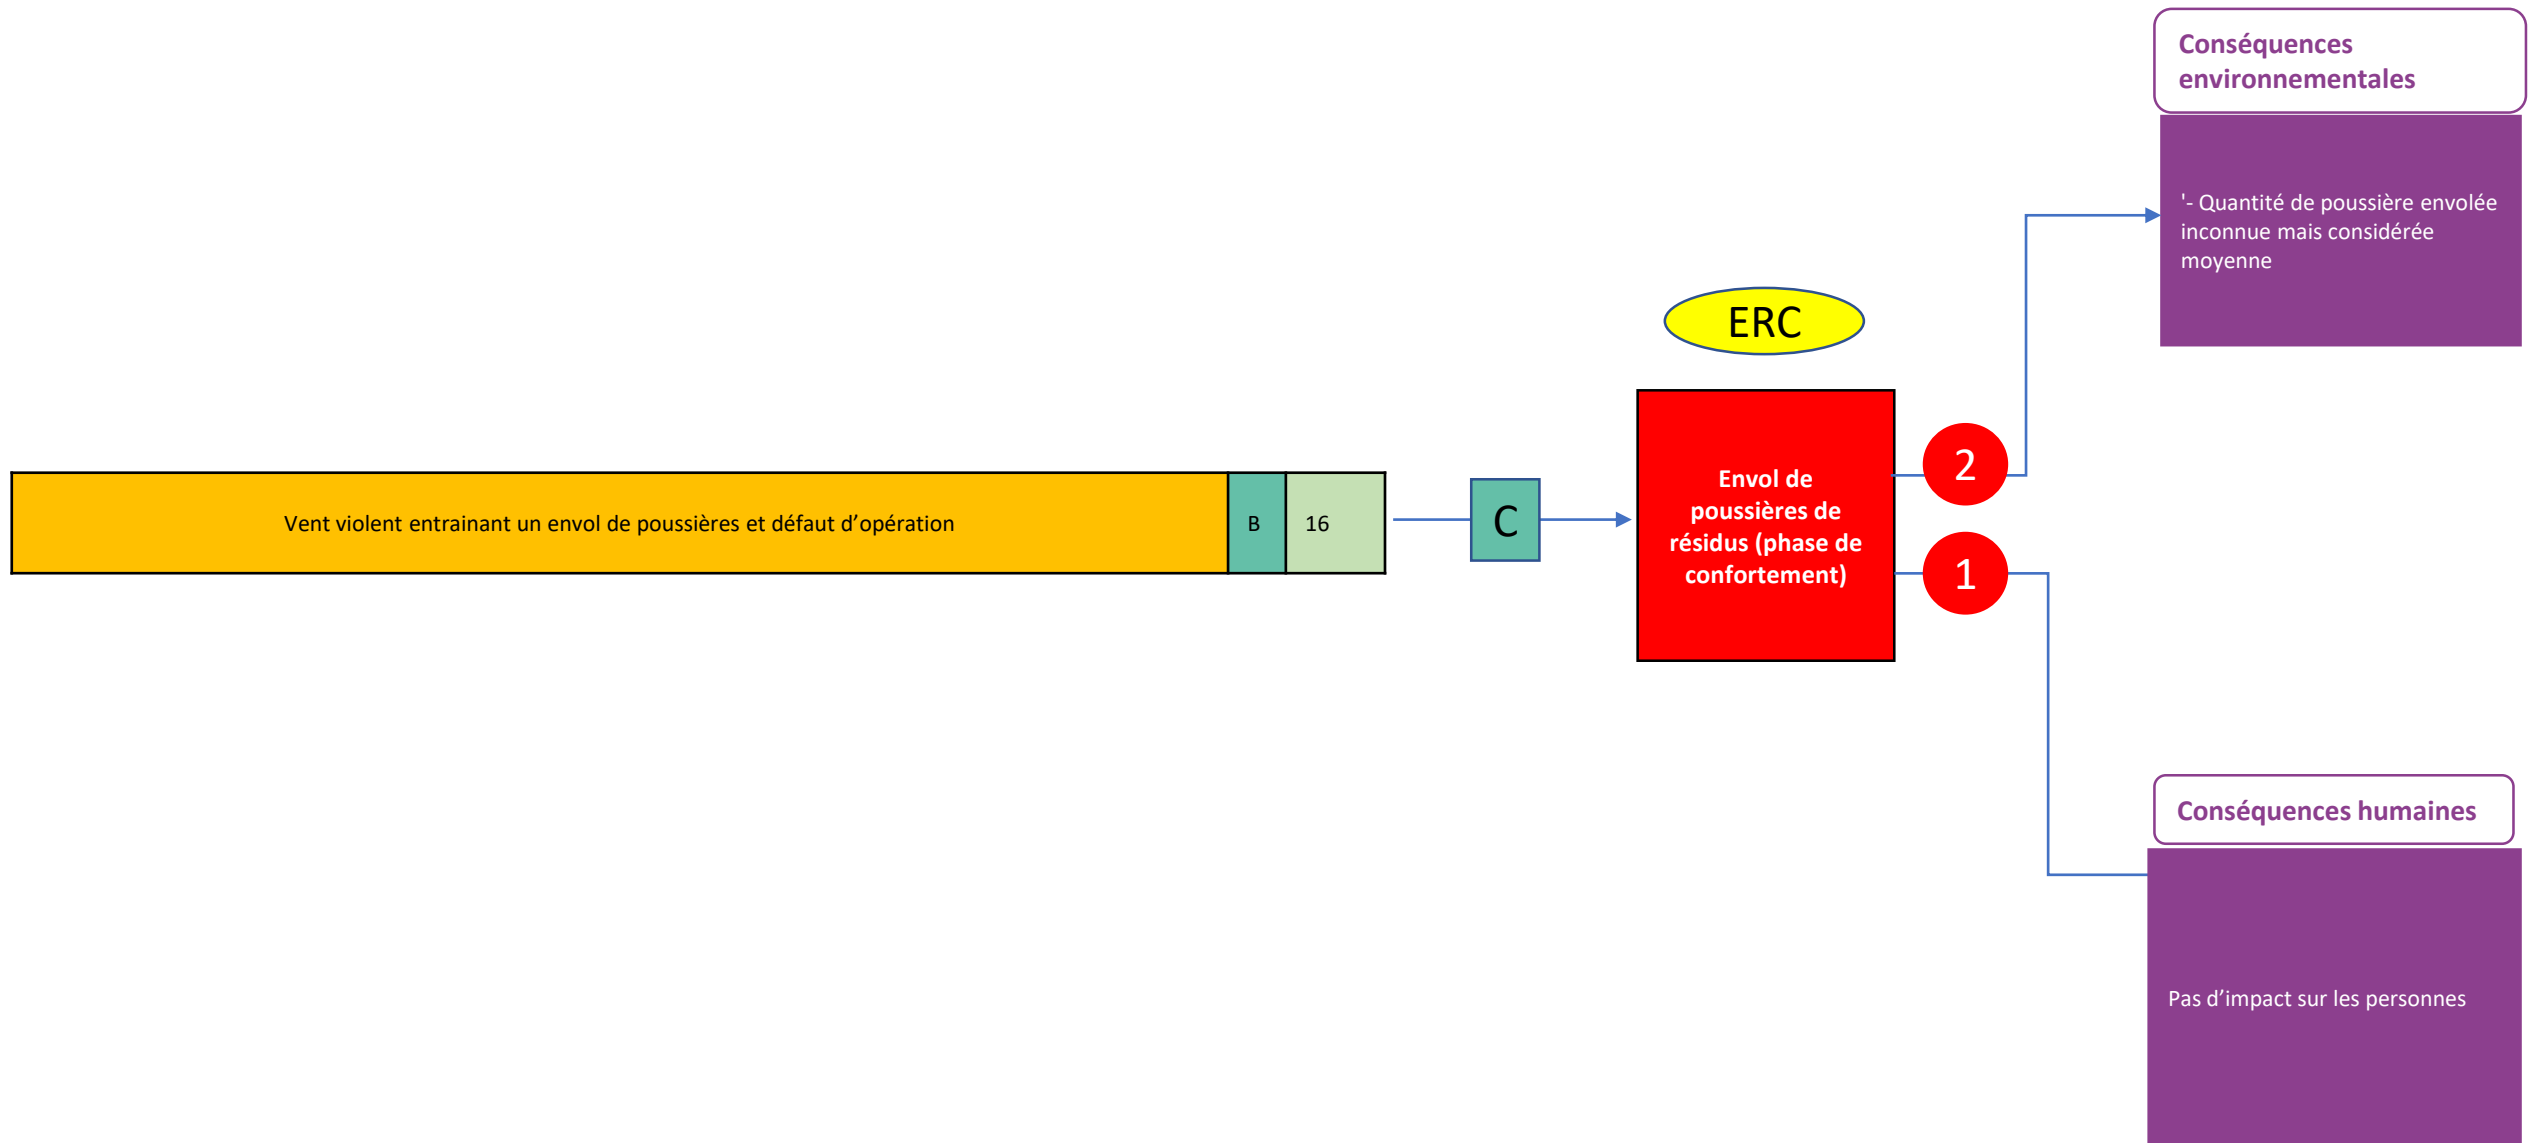 Conséquences
environnementales
'- Quantité de poussière envolée
inconnue mais considérée
moyenne
ERC
Vent violent entrainant un envol de poussières et défaut d’opération
B
16
C
Envol de
poussières de
résidus (phase de
confortement)
2
1
Conséquences humaines
Pas d’impact sur les personnes